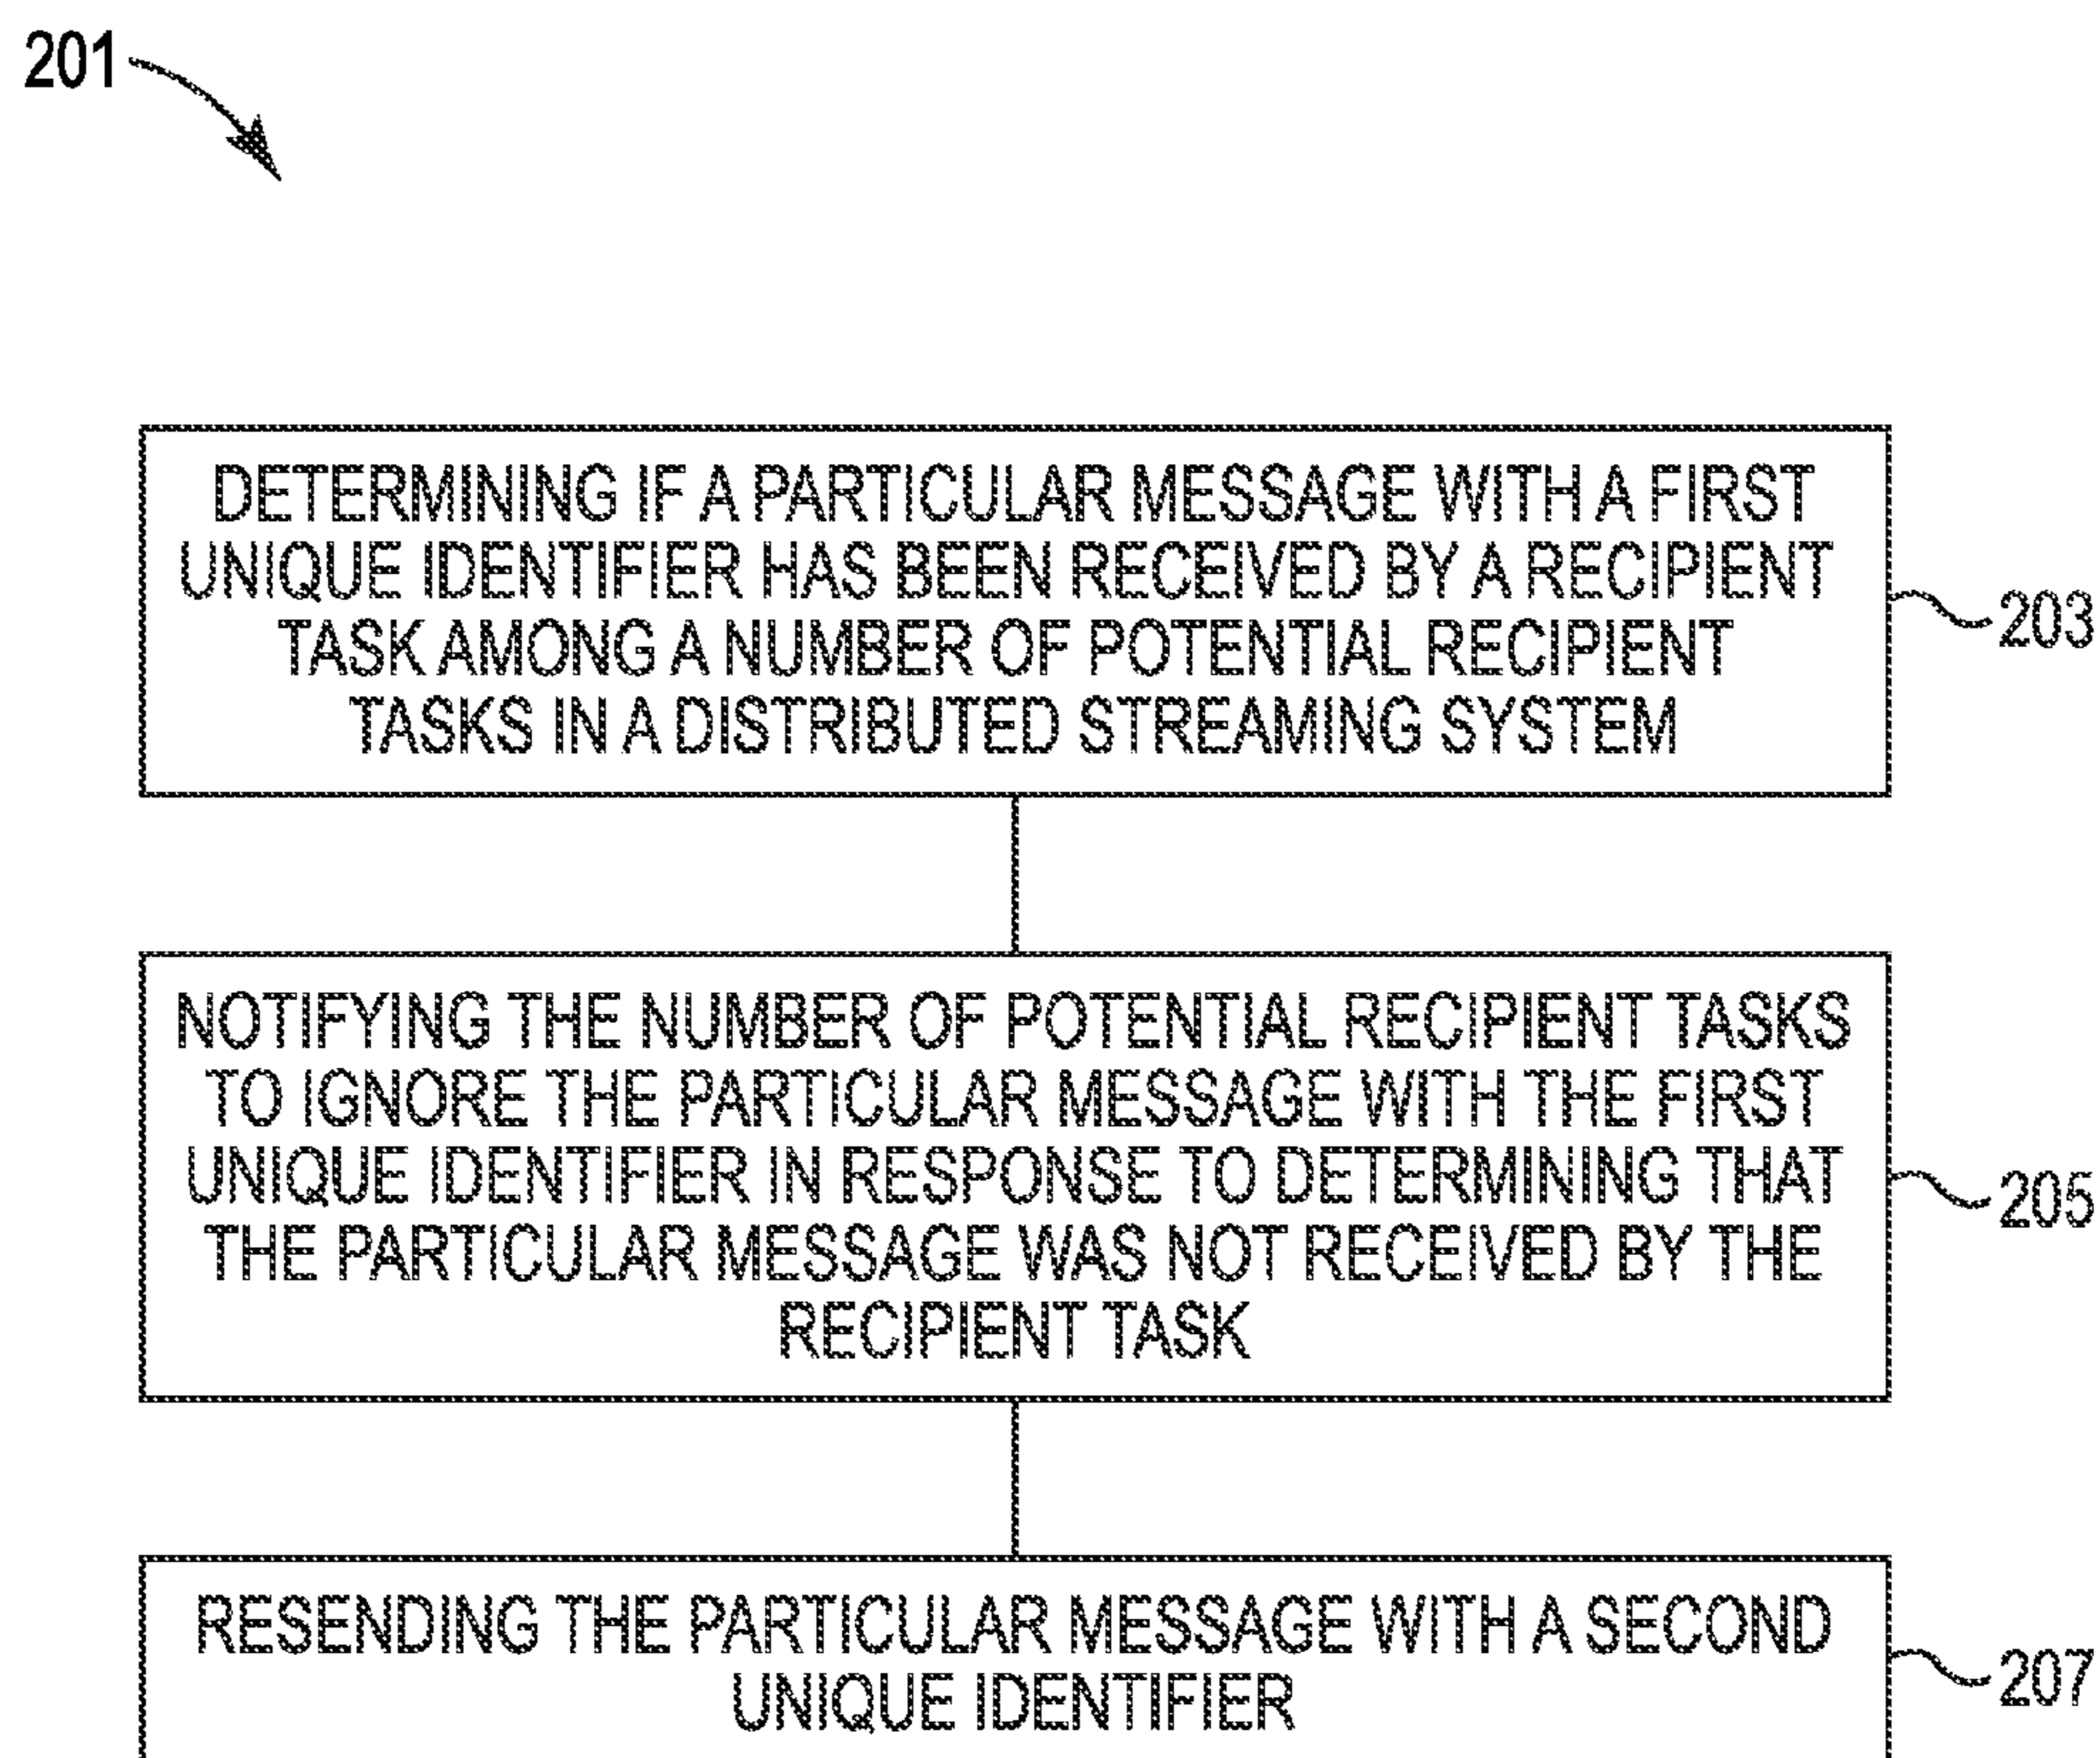 201
DETERMINING IF A PARTICULAR MESSAGE WITH A FIRST
UNIQUE IDENTIFIER HAS BEEN RECEIVED BY A RECIPIENT
TASK AMONG A NUMBER OF POTENTIAL RECIPIENT
TASKS IN A DISTRIBUTED STREAMING SYSTEM
203
NOTIFYING THE NUMBER OF POTENTIAL RECIPIENT TASKS
TO IGNORE THE PARTICULAR MESSAGE WITH THE FIRST
UNIQUE IDENTIFIER IN RESPONSE TO DETERMINING THAT
THE PARTICULAR MESSAGE WAS NOT RECEIVED BY THE
RECIPIENT TASK
205
RESENDING THE PARTICULAR MESSAGE WITH A SECOND
UNIQUE IDENTIFIER
207